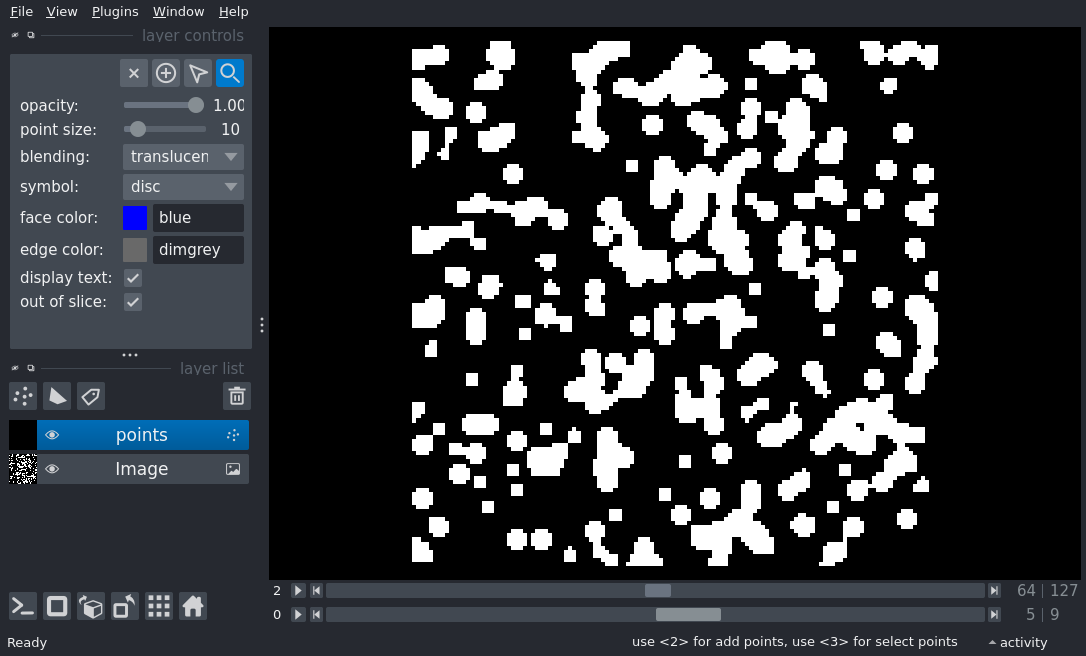 File View Plugins Window Help
layer controls
opacity: 1.00
point size: 10
blending: translucen
symbol: disc
face color: blue
edge color: dimgrey
display text:
out of slice:
layer list
points
Image
2 64 127
0 5 9
Ready use <2> for add points, use <3> for select points activity